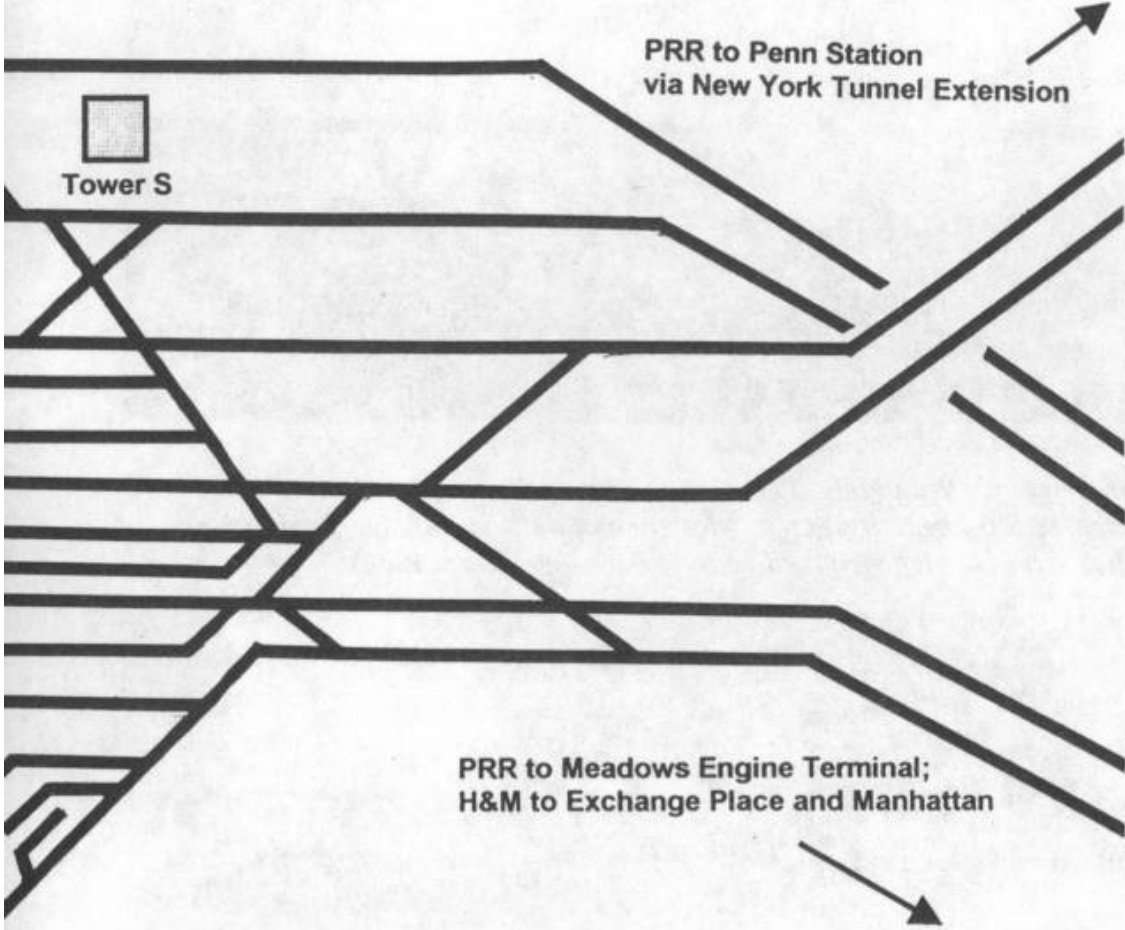 PRR to Penn Station
via New York Tunnel Extension
Tower S
PRR to Meadows Engine Terminal;
H&M to Exchange Place and Manhattan